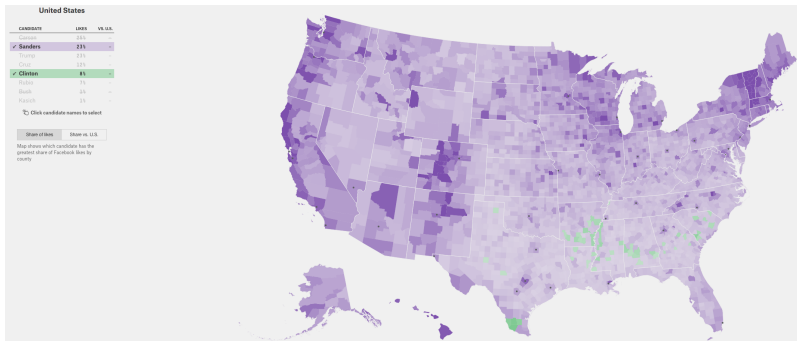 United States
CANDIDATE LIKES VS. U.S.
Carson
✓ Sanders 23% –
Trump –
Cruz –
✓ Clinton 8% –
Rubio –
Bush –
Kasich –
Click candidate names to select
Share of likes Share vs. U.S.
Map shows which candidate has the
greatest share of Facebook likes by
county